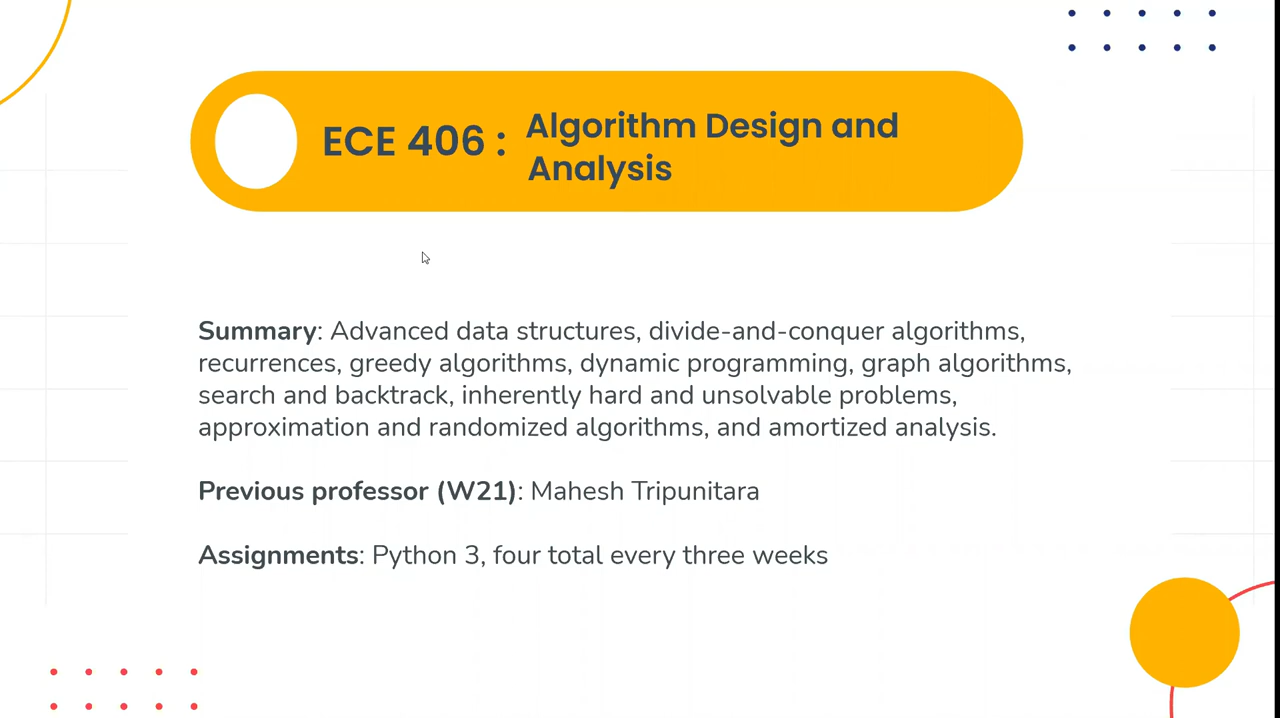 ECE 406 :
Algorithm Design and
Analysis
Summary: Advanced data structures, divide-and-conquer algorithms,
recurrences, greedy algorithms, dynamic programming, graph algorithms,
search and backtrack, inherently hard and unsolvable problems,
approximation and randomized algorithms, and amortized analysis.
Previous professor (W21): Mahesh Tripunitara
Assignments: Python 3, four total every three weeks